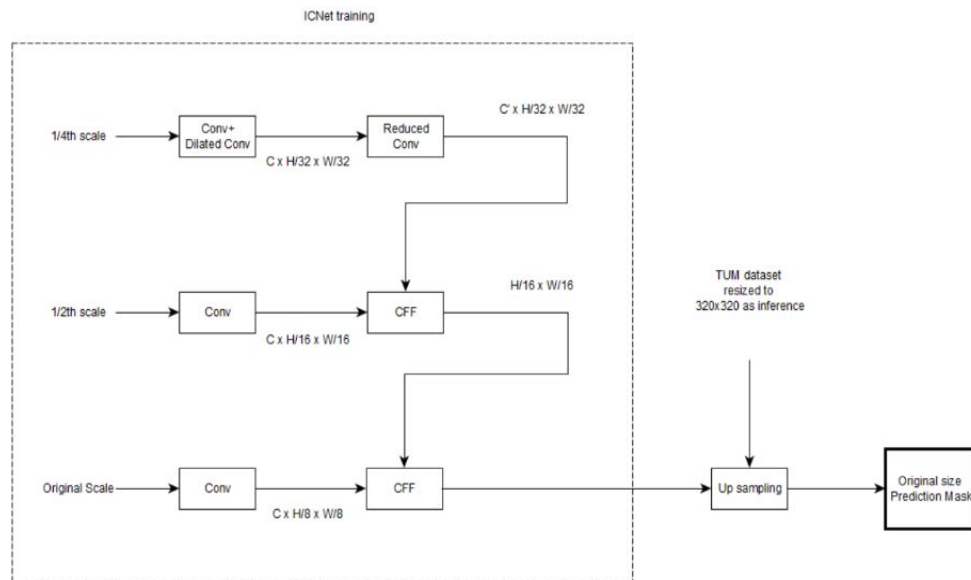 ICNet training
1/4th scale
Conv+
Dilated Conv
C x H/32 x W/32
Reduced
Conv
C' x H/32 x W/32
1/2th scale
Conv
C x H/16 x W/16
CFF
H/16 x W/16
TUM dataset
resized to
320x320 as inference
Original Scale
Conv
C x H/8 x W/8
CFF
Up sampling
Original size
Prediction Mask